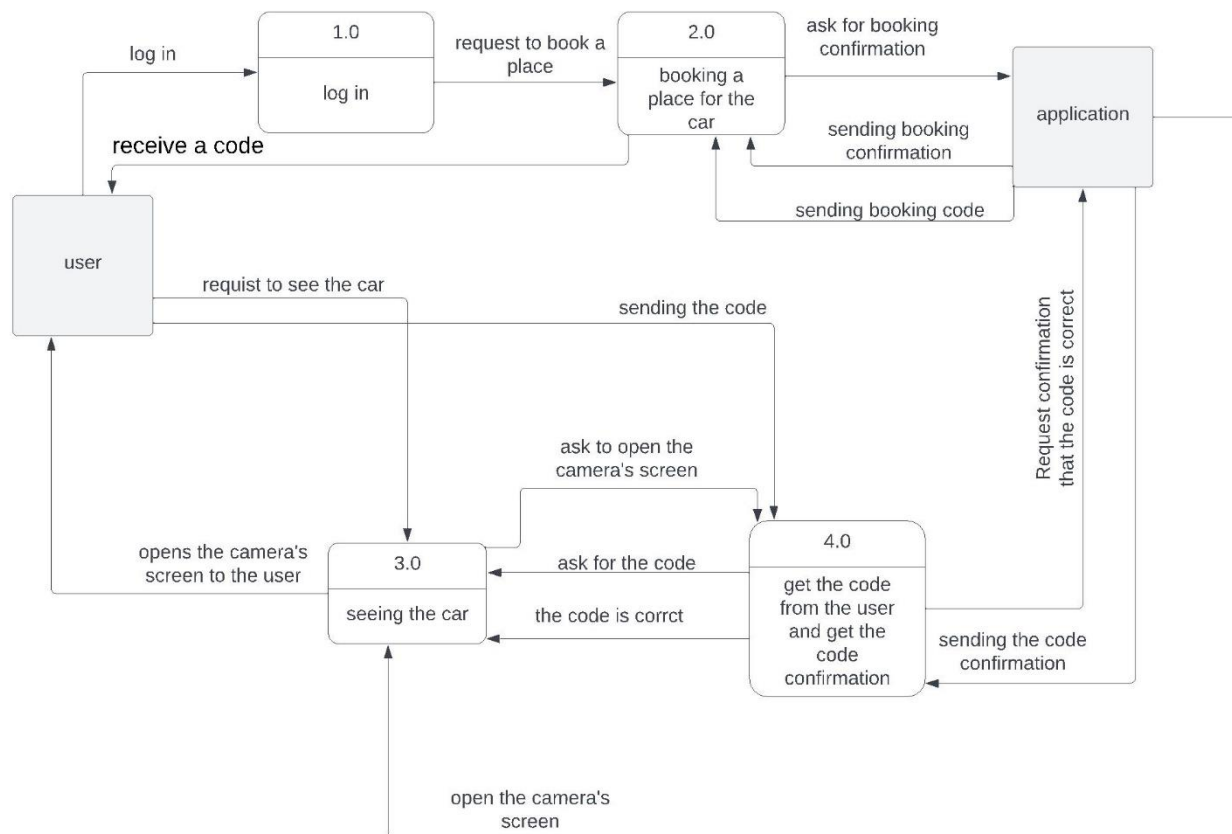 1.0
log in
log in
request to book a
place
2.0
booking a
place for the
car
ask for booking
confirmation
application
receive a code
sending booking
confirmation
sending booking code
user
requist to see the car
sending the code
Request confirmation
that the code is correct
ask to open the
camera's screen
opens the camera's
screen to the user
3.0
seeing the car
ask for the code
the code is corrct
4.0
get the code
from the user
and get the
code
confirmation
sending the code
confirmation
open the camera's
screen